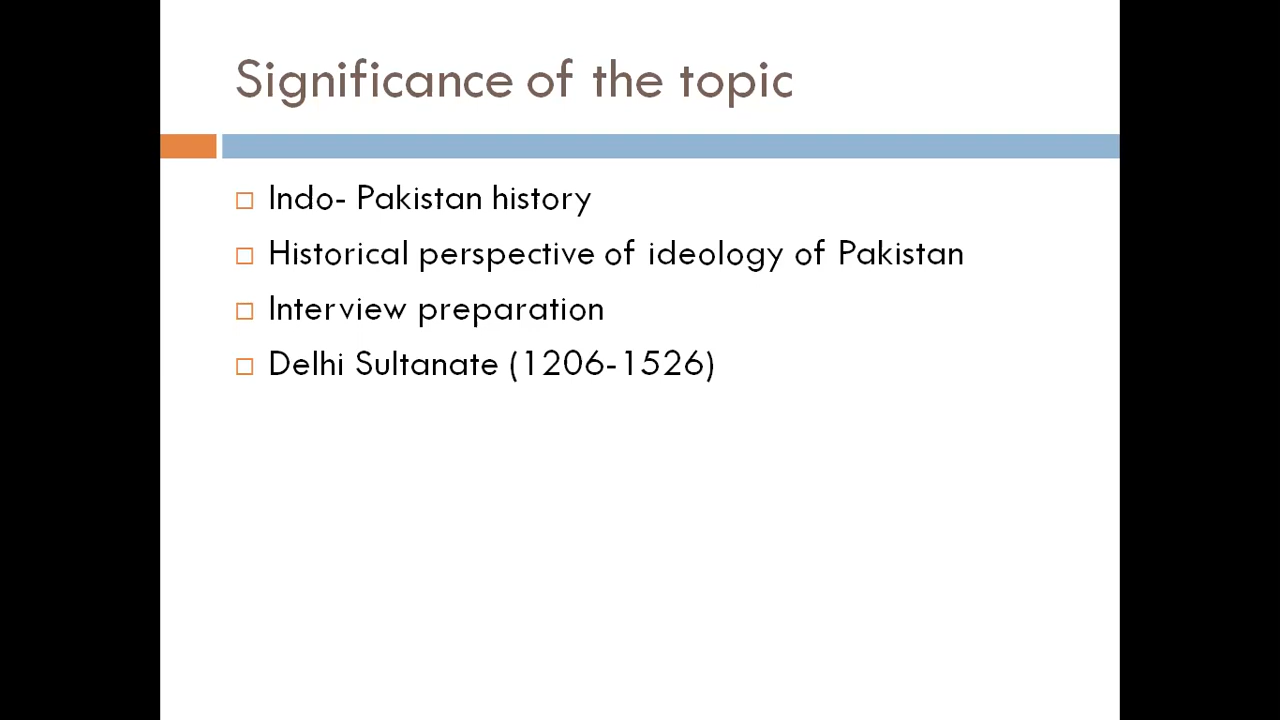 Significance of the topic
Indo- Pakistan history
Historical perspective of ideology of Pakistan
Interview preparation
Delhi Sultanate (1206-1526)